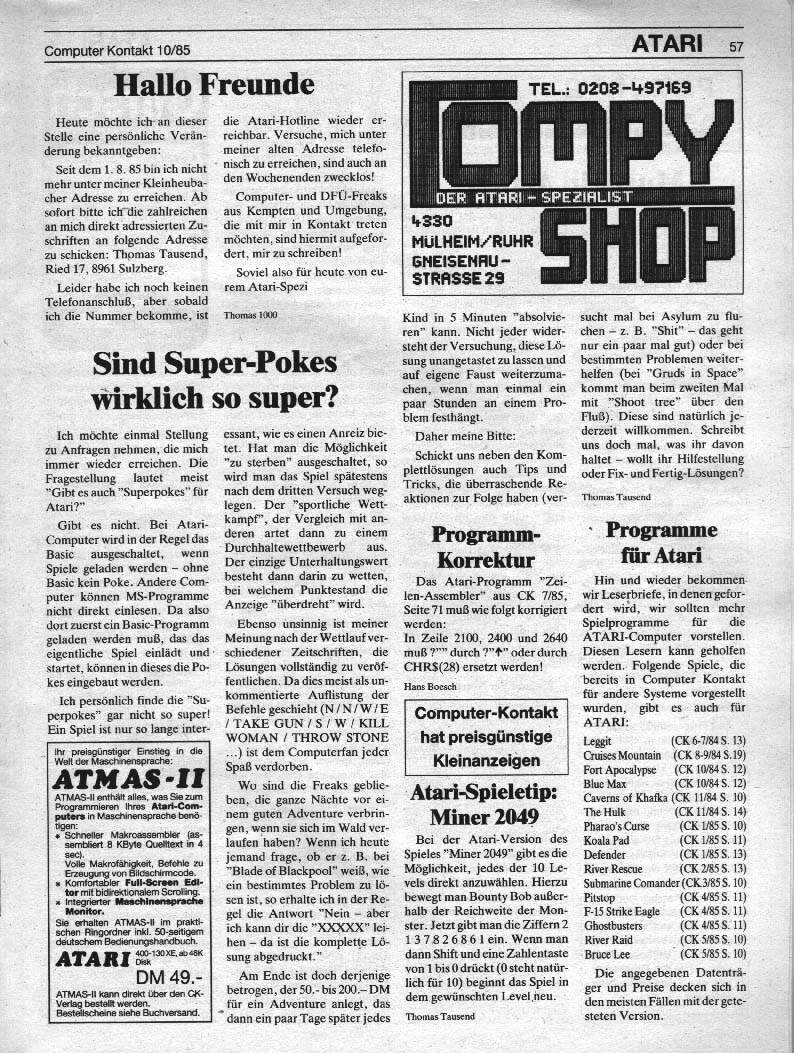 Computer Kontakt 10/85
ATARI 57
Hallo Freunde
Heute möchte ich an dieser
Stelle eine persönliche Verän-
derung bekanntgeben:
Seit dem 1. 8. 85 bin ich nicht
mehr unter meiner Kleinheuba-
cher Adresse zu erreichen. Ab
sofort bitte ich die zahlreichen
an mich direkt adressierten Zu-
schriften an folgende Adresse
zu schicken: Thomas Tausend,
Ried 17, 8961 Sulzberg.
Leider habe ich noch keinen
Telefonanschluß, aber sobald
ich die Nummer bekomme, ist
die Atari-Hotline wieder er-
reichbar. Versuche, mich unter
meiner alten Adresse telefo-
nisch zu erreichen, sind auch an
den Wochenenden zwecklos!
Computer- und DFÜ-Freaks
aus Kempten und Umgebung,
die mit mir in Kontakt treten
möchten, sind hiermit aufgefor-
dert, mir zu schreiben!
Soviel also für heute von eu-
rem Atari-Spezi
Thomas 1000
TEL.: 0208-497169
COMPY
DER ATARI - SPEZIALIST
SHOP
4330
MÜLHEIM/RUHR
GNEISENAU-
STRASSE 29
Sind Super-Pokes
wirklich so super?
Ich möchte einmal Stellung
zu Anfragen nehmen, die mich
immer wieder erreichen. Die
Fragestellung lautet meist
"Gibt es auch "Superpokes" für
Atari?"
Gibt es nicht. Bei Atari-
Computer wird in der Regel das
Basic ausgeschaltet, wenn
Spiele geladen werden – ohne
Basic kein Poke. Andere Com-
puter können MS-Programme
nicht direkt einlesen. Da also
dort zuerst ein Basic-Programm
geladen werden muß, das das
eigentliche Spiel einlädt und
startet, können in dieses die Po-
kes eingebaut werden.
Ich persönlich finde die "Su-
perpokes" gar nicht so super!
Ein Spiel ist nur so lange inter-
essant, wie es einen Anreiz bie-
tet. Hat man die Möglichkeit
"zu sterben" ausgeschaltet, so
wird man das Spiel spätestens
nach dem dritten Versuch weg-
legen. Der "sportliche Wett-
kampf", der Vergleich mit an-
deren artet dann zu einem
Durchhaltewettbewerb aus.
Der einzige Unterhaltungswert
besteht dann darin zu wetten,
bei welchem Punktestand die
Anzeige "überdreht" wird.
Ebenso unsinnig ist meiner
Meinung nach der Wettlauf ver-
schiedener Zeitschriften, die
Lösungen vollständig zu veröf-
fentlichen. Da dies meist als un-
kommentierte Auflistung der
Befehle geschieht (N / N / W / E
/ TAKE GUN / S / W / KILL
WOMAN / THROW STONE
...) ist dem Computerfan jeder
Spaß verdorben.
Wo sind die Freaks geblie-
ben, die ganze Nächte vor ei-
nem guten Adventure verbrin-
gen, wenn sie sich im Wald ver-
laufen haben? Wenn ich heute
jemand frage, ob er z. B. bei
"Blade of Blackpool" weiß, wie
ein bestimmtes Problem zu lö-
sen ist, so erhalte ich in der Re-
gel die Antwort "Nein – aber
ich kann dir die "XXXXX" lei-
hen – da ist die komplette Lö-
sung abgedruckt."
Am Ende ist doch derjenige
betrogen, der 50.- bis 200.– DM
für ein Adventure anlegt, das
dann ein paar Tage später jedes
Kind in 5 Minuten "absolvie-
ren" kann. Nicht jeder wider-
steht der Versuchung, diese Lö-
sung unangetastet zu lassen und
auf eigene Faust weiterzuma-
chen, wenn man einmal ein
paar Stunden an einem Pro-
blem festhängt.
Daher meine Bitte:
Schickt uns neben den Kom-
plettlösungen auch Tips und
Tricks, die überraschende Re-
aktionen zur Folge haben (ver-
sucht mal bei Asylum zu flu-
chen – z. B. "Shit" – das geht
nur ein paar mal gut) oder bei
bestimmten Problemen weiter-
helfen (bei "Gruds in Space"
kommt man beim zweiten Mal
mit "Shoot tree" über den
Fluß). Diese sind natürlich je-
derzeit willkommen. Schreibt
uns doch mal, was ihr davon
haltet – wollt ihr Hilfestellung
oder Fix- und Fertig-Lösungen?
Thomas Tausend
Ihr preisgünstiger Einstieg in die
Welt der Maschinensprache:
ATMAS-II
ATMAS-II enthält alles, was Sie zum
Programmieren Ihres Atari-Com-
puters in Maschinensprache benö-
tigen:
* Schneller Makroassembler (as-
sembliert 8 KByte Quelltext in 4
sec).
Volle Makrofähigkeit, Befehle zu
Erzeugung von Bildschirmcode.
* Komfortabler Full-Screen Edi-
tor mit bidirektionalem Scrolling.
* Integrierter Maschinensprache
Monitor.
Sie erhalten ATMAS-II im prakti-
schen Ringordner inkl. 50-seitigem
deutschem Bedienungshandbuch.
ATARI 400-130 XE, ab 48K
Disk
DM 49.-
ATMAS-II kann direkt über den CK-
Verlag bestellt werden.
Bestellscheine siehe Buchversand.
Programm-
Korrektur
Das Atari-Programm "Zei-
len-Assembler" aus CK 7/85,
Seite 71 muß wie folgt korrigiert
werden:
In Zeile 2100, 2400 und 2640
muß ?"" durch ?"↑" oder durch
CHR$(28) ersetzt werden!
Hans Boesch
Computer-Kontakt
hat preisgünstige
Kleinanzeigen
Atari-Spieletip:
Miner 2049
Bei der Atari-Version des
Spieles "Miner 2049" gibt es die
Möglichkeit, jedes der 10 Le-
vels direkt anzuwählen. Hierzu
bewegt man Bounty Bob außer-
halb der Reichweite der Mon-
ster. Jetzt gibt man die Ziffern 2
1 3 7 8 2 6 8 6 1 ein. Wenn man
dann Shift und eine Zahlentaste
von 1 bis 0 drückt (0 steht natür-
lich für 10) beginnt das Spiel in
dem gewünschten Level neu.
Thomas Tausend
Programme
für Atari
Hin und wieder bekommen
wir Leserbriefe, in denen gefor-
dert wird, wir sollten mehr
Spielprogramme für die
ATARI-Computer vorstellen.
Diesen Lesern kann geholfen
werden. Folgende Spiele, die
bereits in Computer Kontakt
für andere Systeme vorgestellt
wurden, gibt es auch für
ATARI:
Leggit (CK 6-7/84 S. 13)
Cruises Mountain (CK 8-9/84 S.19)
Fort Apocalypse (CK 10/84 S. 12)
Blue Max (CK 10/84 S. 12)
Caverns of Khafka (CK 11/84 S. 10)
The Hulk (CK 11/84 S. 14)
Pharao's Curse (CK 1/85 S. 10)
Koala Pad (CK 1/85 S. 11)
Defender (CK 1/85 S. 13)
River Rescue (CK 2/85 S. 13)
Submarine Comander (CK 3/85 S. 10)
Pitstop (CK 4/85 S. 11)
F-15 Strike Eagle (CK 4/85 S. 11)
Ghostbusters (CK 4/85 S. 11)
River Raid (CK 5/85 S. 10)
Bruce Lee (CK 5/85 S. 10)
Die angegebenen Datenträ-
ger und Preise decken sich in
den meisten Fällen mit der gete-
steten Version.